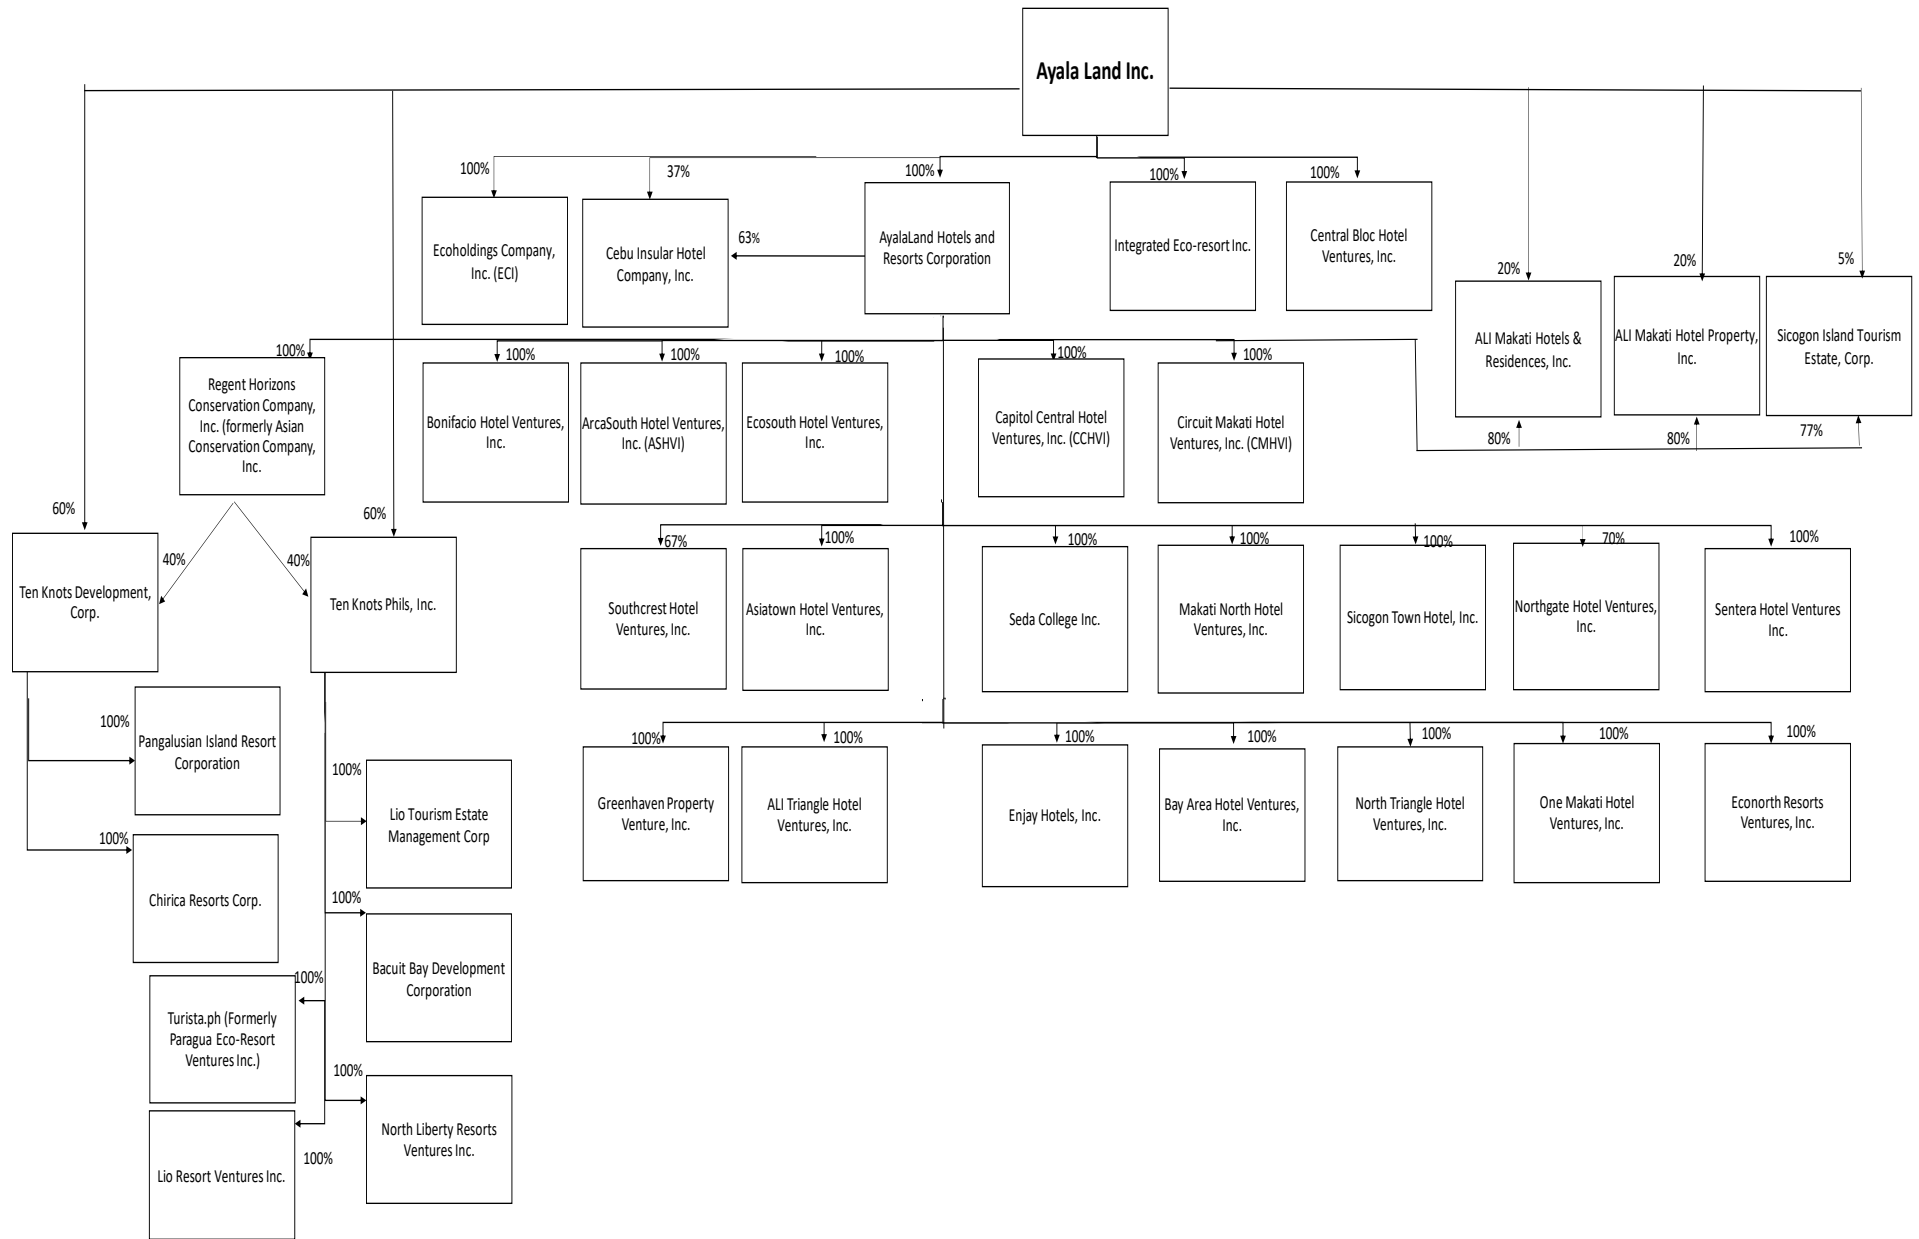 Ayala Land Inc.
100%
37%
100%
100%
100%
Ecoholdings Company,
Inc. (ECI)
Cebu Insular Hotel
Company, Inc.
63%
AyalaLand Hotels and
Resorts Corporation
Integrated Eco-resort Inc.
Central Bloc Hotel
Ventures, Inc.
20%
20%
5%
ALI Makati Hotels &
Residences, Inc.
ALI Makati Hotel Property,
Inc.
Sicogon Island Tourism
Estate, Corp.
80%
80%
77%
100%
100%
100%
100%
100%
100%
Regent Horizons
Conservation Company,
Inc. (formerly Asian
Conservation Company,
Inc.
Bonifacio Hotel Ventures,
Inc.
ArcaSouth Hotel Ventures,
Inc. (ASHVI)
Ecosouth Hotel Ventures,
Inc.
Capitol Central Hotel
Ventures, Inc. (CCHVI)
Circuit Makati Hotel
Ventures, Inc. (CMHVI)
60%
60%
40%
40%
Ten Knots Development,
Corp.
Ten Knots Phils, Inc.
67%
100%
100%
100%
100%
70%
100%
Southcrest Hotel
Ventures, Inc.
Asiatown Hotel Ventures,
Inc.
Seda College Inc.
Makati North Hotel
Ventures, Inc.
Sicogon Town Hotel, Inc.
Northgate Hotel Ventures,
Inc.
Sentera Hotel Ventures
Inc.
100%
Pangalusian Island Resort
Corporation
100%
Chirica Resorts Corp.
100%
100%
100%
100%
100%
100%
100%
Greenhaven Property
Venture, Inc.
ALI Triangle Hotel
Ventures, Inc.
Enjay Hotels, Inc.
Bay Area Hotel Ventures,
Inc.
North Triangle Hotel
Ventures, Inc.
One Makati Hotel
Ventures, Inc.
Econorth Resorts
Ventures, Inc.
100%
Lio Tourism Estate
Management Corp
100%
Bacuit Bay Development
Corporation
100%
Turista.ph (Formerly
Paragua Eco-Resort
Ventures Inc.)
100%
North Liberty Resorts
Ventures Inc.
100%
Lio Resort Ventures Inc.